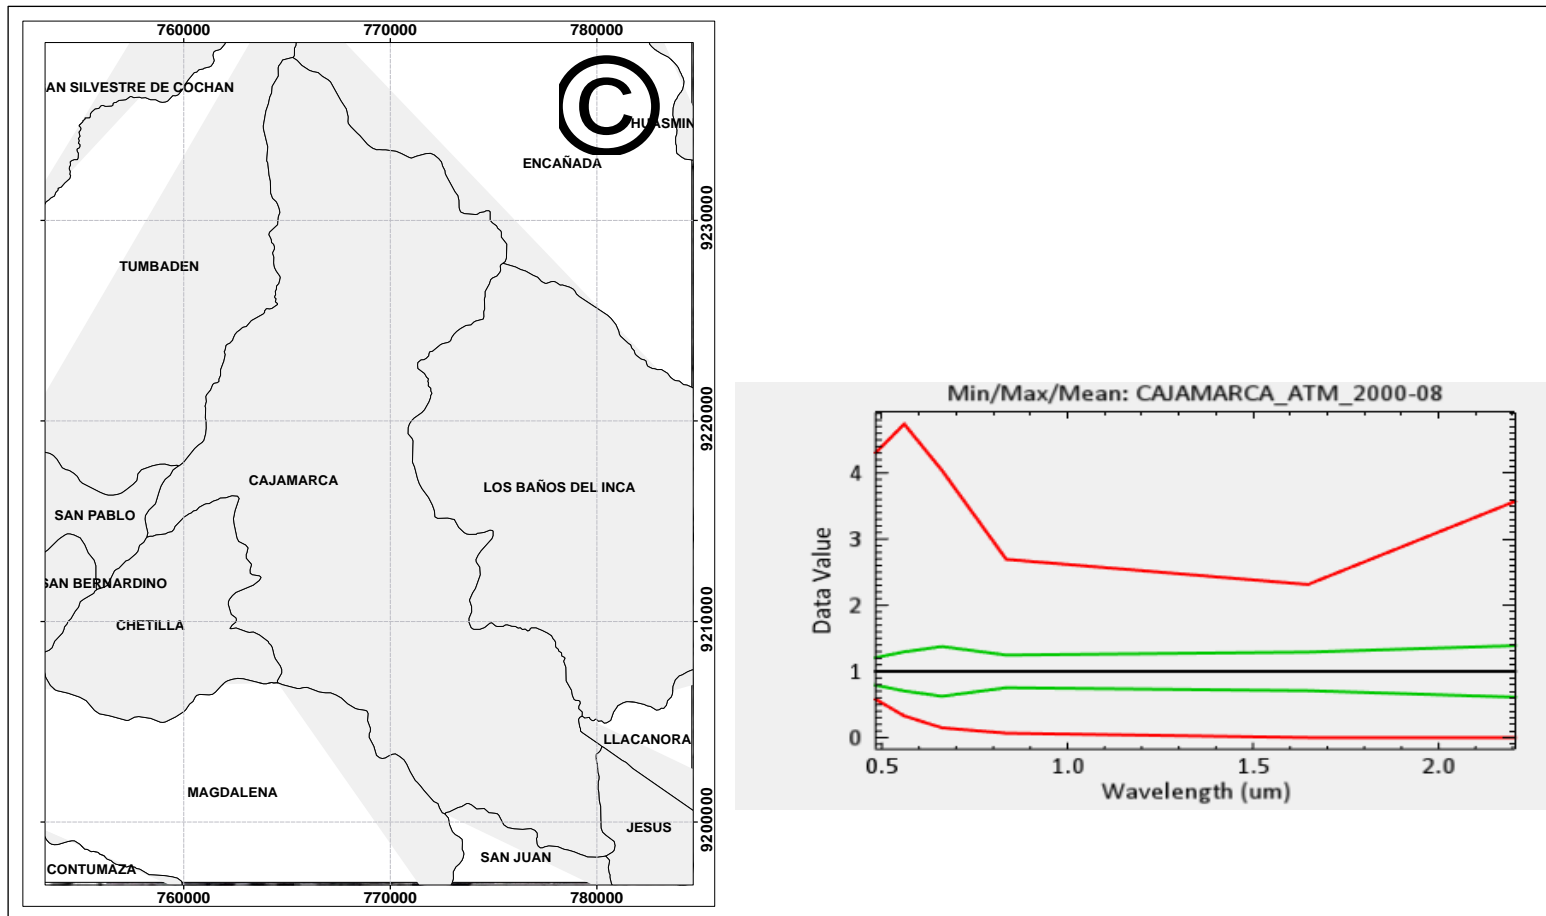 760000 770000 780000
AN SILVESTRE DE COCHAN
©
HUASMIN
ENCAÑADA
9230000
TUMBADEN
9220000
CAJAMARCA
LOS BAÑOS DEL INCA
SAN PABLO
SAN BERNARDINO
9210000
CHETILLA
LLACANORA
MAGDALENA
9200000
JESUS
SAN JUAN
CONTUMAZA
760000 770000 780000
Min/Max/Mean: CAJAMARCA_ATM_2000-08
4
3
2
1
0
Data Value
0.5 1.0 1.5 2.0
Wavelength (um)